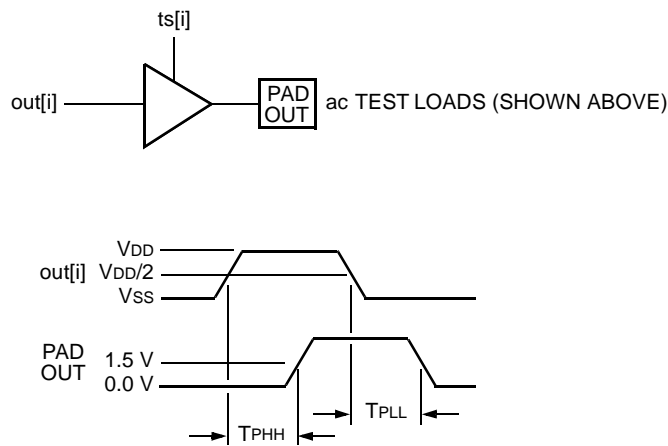 ts[i]
out[i]
PAD
OUT
ac TEST LOADS (SHOWN ABOVE)
VDD
out[i] VDD/2
VSS
PAD
OUT
1.5 V
0.0 V
TPLL
TPHH